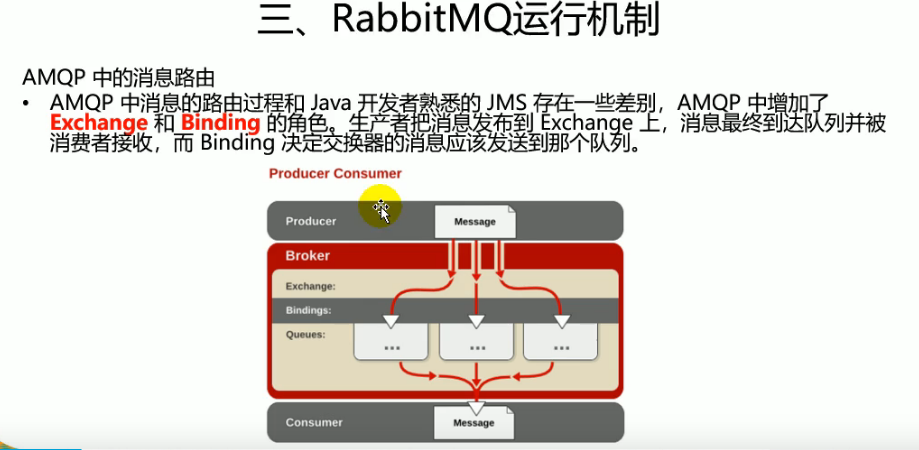 三、RabbitMQ运行机制
AMQP 中的消息路由
• AMQP 中消息的路由过程和 Java 开发者熟悉的 JMS 存在一些差别，AMQP 中增加了
Exchange 和 Binding 的角色。生产者把消息发布到 Exchange 上，消息最终到达队列并被
消费者接收，而 Binding 决定交换器的消息应该发送到那个队列。
Producer Consumer
Producer
Message
Broker
Exchange:
Bindings:
Queues:
...
...
...
Consumer
Message